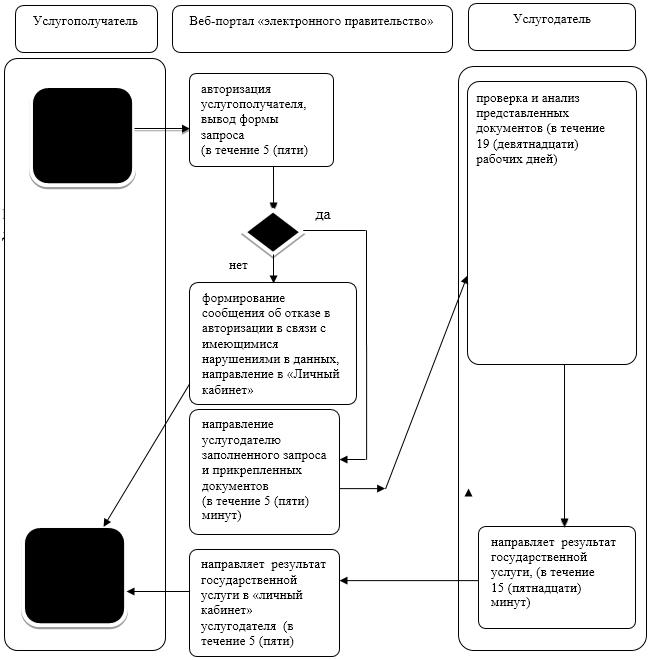 Услугополучатель
Веб-портал «электронного правительство»
Услугодатель
авторизация
услугополучателя,
вывод формы
запроса
(в течение 5 (пяти)
проверка и анализ
представленных
документов (в течение
19 (девятнадцати)
рабочих дней)
да
нет
формирование
сообщения об отказе в
авторизации в связи с
имеющимися
нарушениями в данных,
направление в «Личный
кабинет»
направление
услугодателю
заполненного запроса
и прикрепленных
документов
(в течение 5 (пяти)
минут)
направляет результат
государственной
услуги, (в течение
15 (пятнадцати)
минут)
направляет результат
государственной
услуги в «личный
кабинет»
услугодателя (в
течение 5 (пяти)